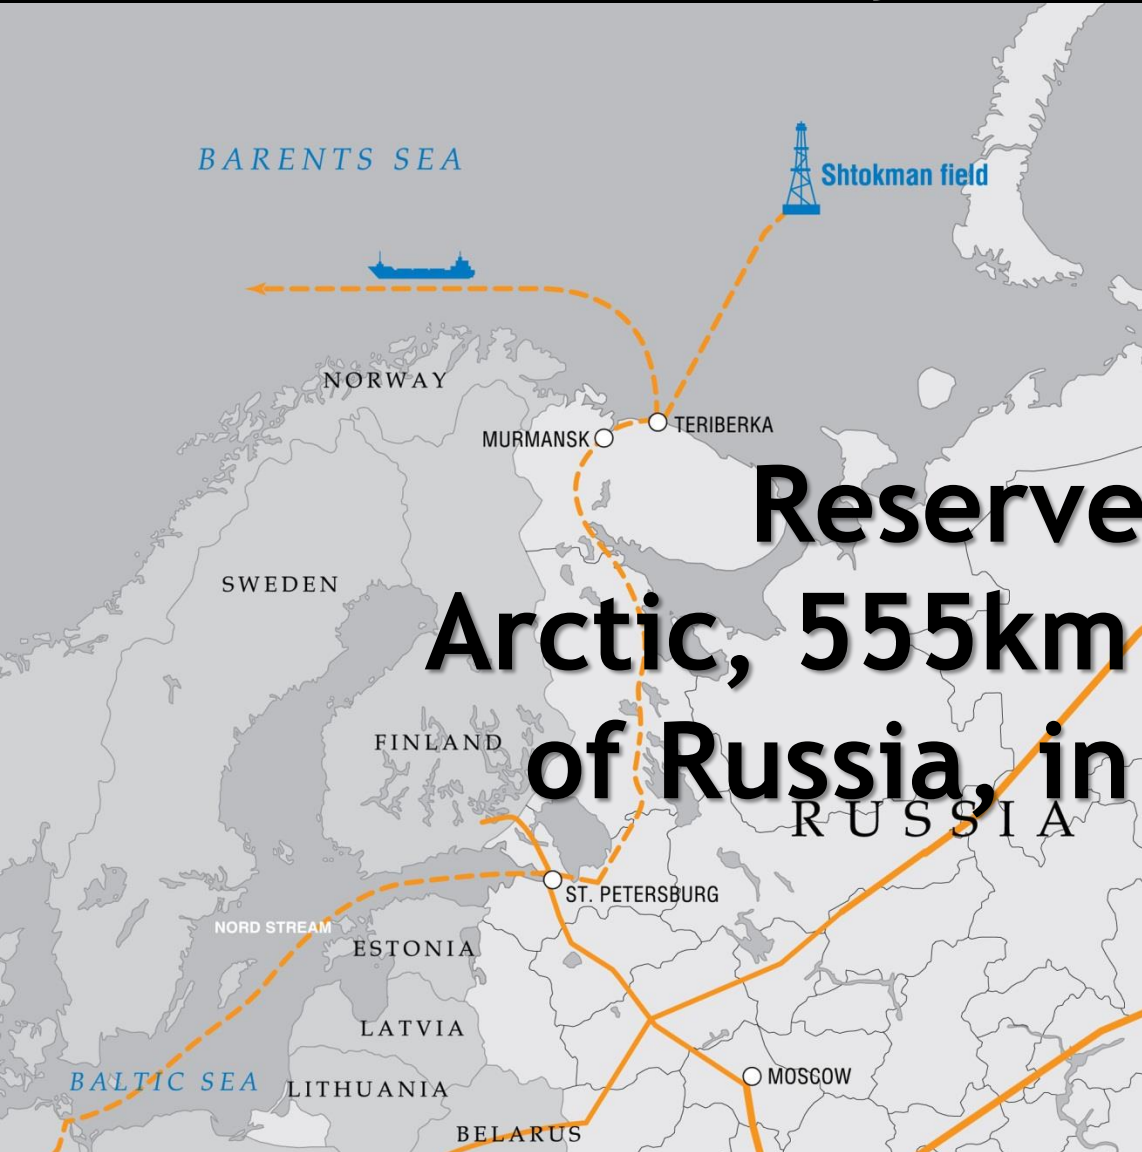 BARENTS SEA
Shtokman field
NORWAY
TERIBERKA
MURMANSK
Reserve
SWEDEN
Arctic, 555km
FINLAND
of Russia, in
RUSSIA
ST. PETERSBURG
NORD STREAM
ESTONIA
LATVIA
MOSCOW
BALTIC SEA
LITHUANIA
BELARUS